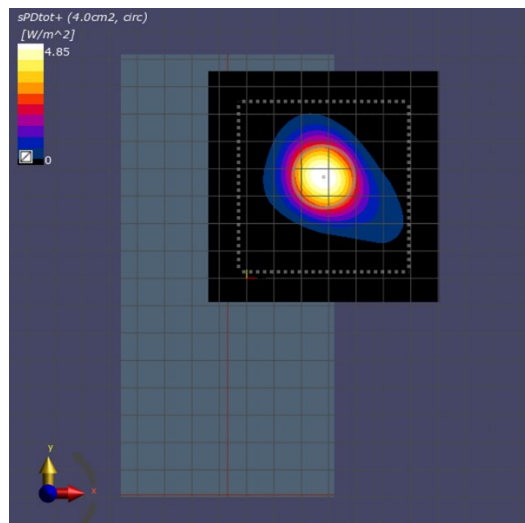 sPDtot+ (4.0cm2, circ)
[W/m^2]
4.85
0
Y
X